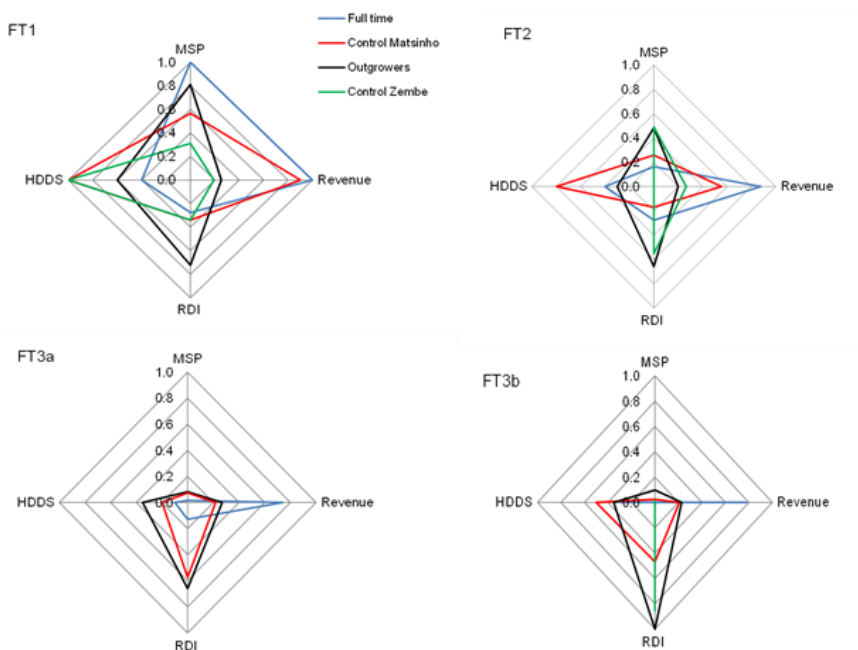 FT1
MSP
1.0
0.8
0.6
0.4
0.2
0.0
HDDS
Revenue
RDI
Full time
Control Matsinho
Outgrowers
Control Zembe
FT2
MSP
1.0
0.8
0.6
0.4
0.2
0.0
HDDS
Revenue
RDI
FT3a
MSP
1.0
0.8
0.6
0.4
0.2
0.0
HDDS
Revenue
RDI
FT3b
MSP
1.0
0.8
0.6
0.4
0.2
0.0
HDDS
Revenue
RDI